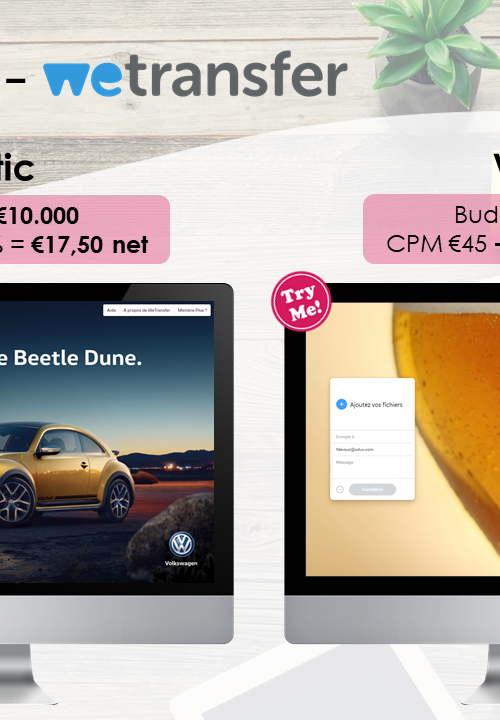 – wetransfer
tic
€10.000
% = €17,50 net
Bud
CPM €45 -
Try
Me!
Aide
A propos de WeTransfer
Membre Plus ?
e Beetle Dune.
Volkswagen
Ajoutez vos fichiers
Envoyer à
Message